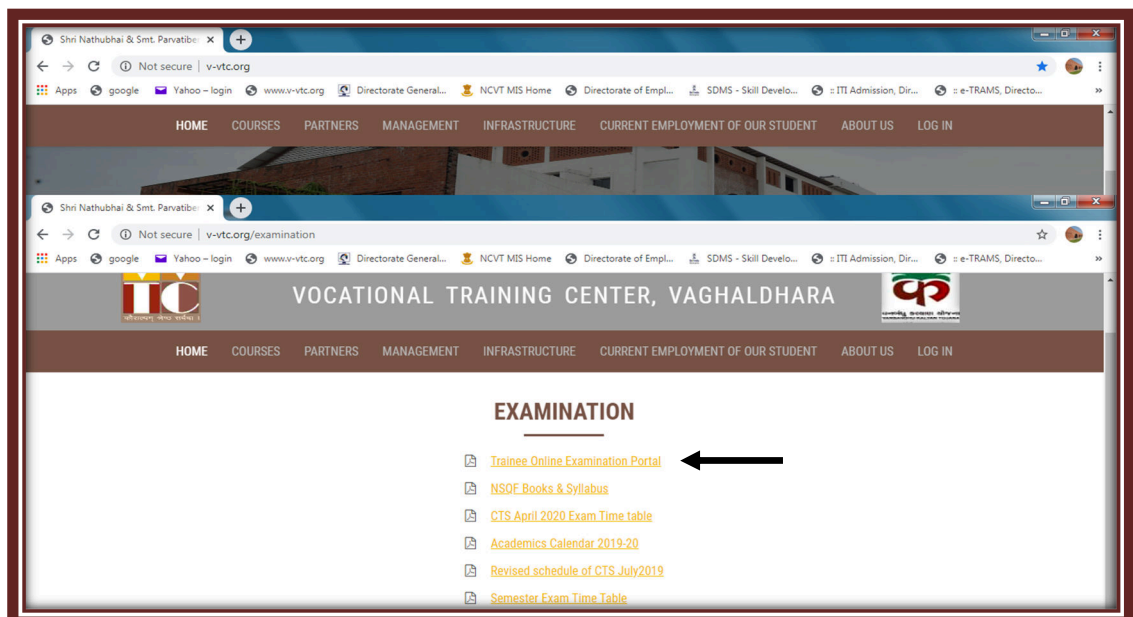 Shri Nathubhai & Smt. Parvatibe
Not secure | v-vtc.org
Apps google Yahoo – login www.v-vtc.org Directorate General... NCVT MIS Home Directorate of Empl... SDMS - Skill Develo... :: ITI Admission, Dir... :: e-TRAMS, Directo... »
HOME COURSES PARTNERS MANAGEMENT INFRASTRUCTURE CURRENT EMPLOYMENT OF OUR STUDENT ABOUT US LOG IN
Shri Nathubhai & Smt. Parvatibe
Not secure | v-vtc.org/examination
Apps google Yahoo – login www.v-vtc.org Directorate General... NCVT MIS Home Directorate of Empl... SDMS - Skill Develo... :: ITI Admission, Dir... :: e-TRAMS, Directo... »
VOCATIONAL TRAINING CENTER, VAGHALDHARA
HOME COURSES PARTNERS MANAGEMENT INFRASTRUCTURE CURRENT EMPLOYMENT OF OUR STUDENT ABOUT US LOG IN
EXAMINATION
Trainee Online Examination Portal
NSQF Books & Syllabus
CTS April 2020 Exam Time table
Academics Calendar 2019-20
Revised schedule of CTS July2019
Semester Exam Time Table